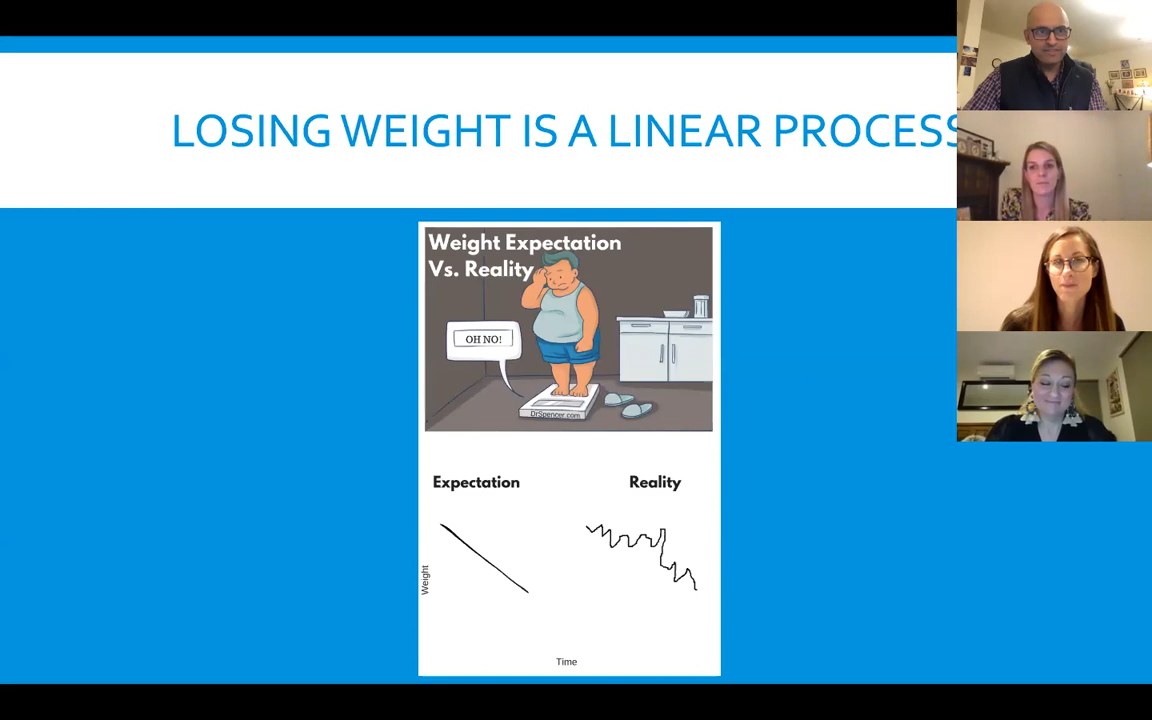 LOSING WEIGHT IS A LINEAR PROCESS
Weight Expectation
Vs. Reality
OH NO!
DrSpencer.com
Expectation
Reality
Weight
Time